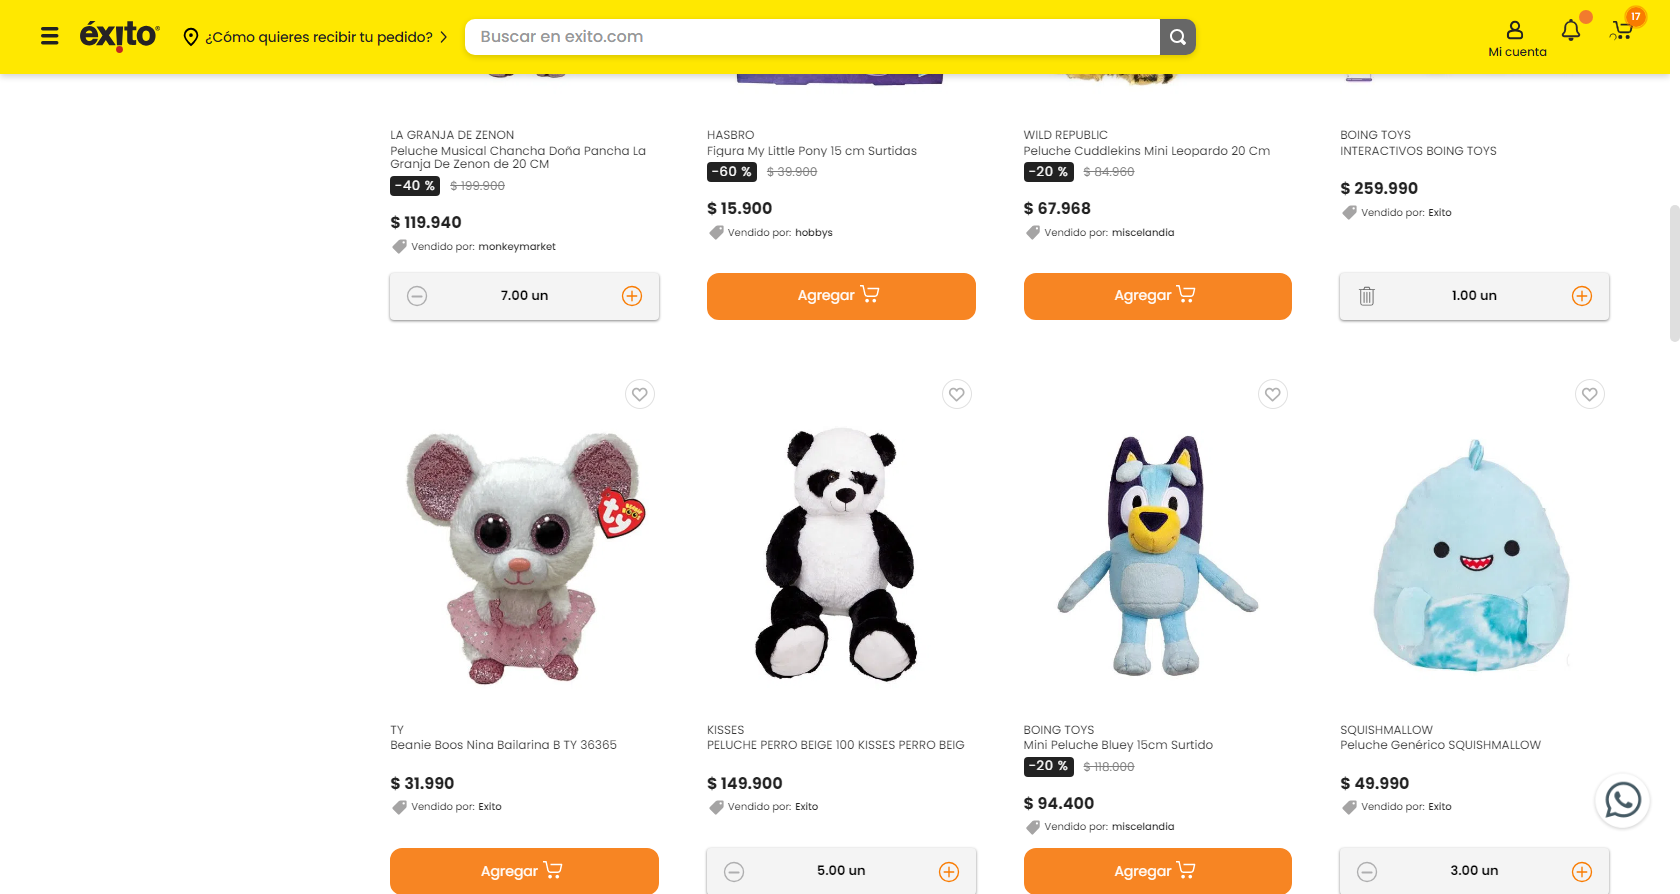 éxito
¿Cómo quieres recibir tu pedido?
Buscar en exito.com
Mi cuenta
17
LA GRANJA DE ZENON
Peluche Musical Chancha Doña Pancha La
Granja De Zenon de 20 CM
-40 % $ 199.900
$ 119.940
Vendido por: monkeymarket
7.00 un
HASBRO
Figura My Little Pony 15 cm Surtidas
-60 % $ 39.900
$ 15.900
Vendido por: hobbys
Agregar
WILD REPUBLIC
Peluche Cuddlekins Mini Leopardo 20 Cm
-20 % $ 84.960
$ 67.968
Vendido por: miscelandia
Agregar
BOING TOYS
INTERACTIVOS BOING TOYS
$ 259.990
Vendido por: Exito
1.00 un
ty
TY
Beanie Boos Nina Bailarina B TY 36365
$ 31.990
Vendido por: Exito
Agregar
KISSES
PELUCHE PERRO BEIGE 100 KISSES PERRO BEIG
$ 149.900
Vendido por: Exito
5.00 un
BOING TOYS
Mini Peluche Bluey 15cm Surtido
-20 % $ 118.000
$ 94.400
Vendido por: miscelandia
Agregar
SQUISHMALLOW
Peluche Genérico SQUISHMALLOW
$ 49.990
Vendido por: Exito
3.00 un